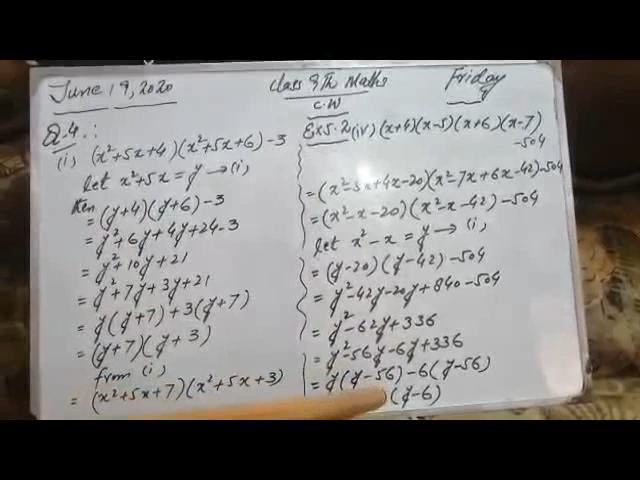 June 19, 2020 Class 9th Maths Friday
C.W
Q.4 :
(i) (x²+5x+4)(x²+5x+6)-3
let x²+5x = y → (i)
then
= (y+4)(y+6)-3
= y²+6y+4y+24-3
= y²+10y+21
= y²+7y+3y+21
= y(y+7)+3(y+7)
= (y+7)(y+3)
from (i),
= (x²+5x+7)(x²+5x+3)
Ex5.2 (iv) (x+4)(x-5)(x+6)(x-7)
-504
= (x²-5x+4x-20)(x²-7x+6x-42)-504
= (x²-x-20)(x²-x-42)-504
let x²-x = y → (i)
= (y-20)(y-42)-504
= y²-42y-20y+840-504
= y²-62y+336
= y²-56y-6y+336
= y(y-56)-6(y-56)
) (y-6)